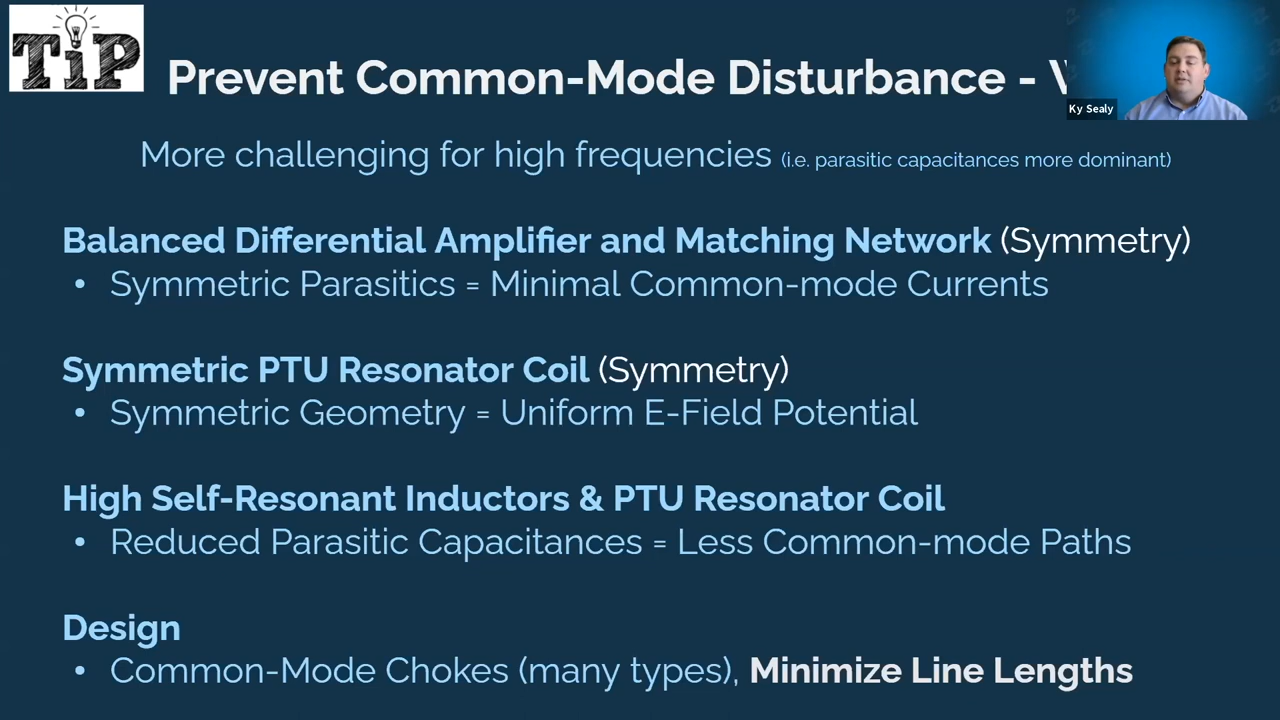 TiP
Prevent Common-Mode Disturbance -
Ky Sealy
More challenging for high frequencies (i.e. parasitic capacitances more dominant)
Balanced Differential Amplifier and Matching Network (Symmetry)
• Symmetric Parasitics = Minimal Common-mode Currents
Symmetric PTU Resonator Coil (Symmetry)
• Symmetric Geometry = Uniform E-Field Potential
High Self-Resonant Inductors & PTU Resonator Coil
• Reduced Parasitic Capacitances = Less Common-mode Paths
Design
• Common-Mode Chokes (many types), Minimize Line Lengths